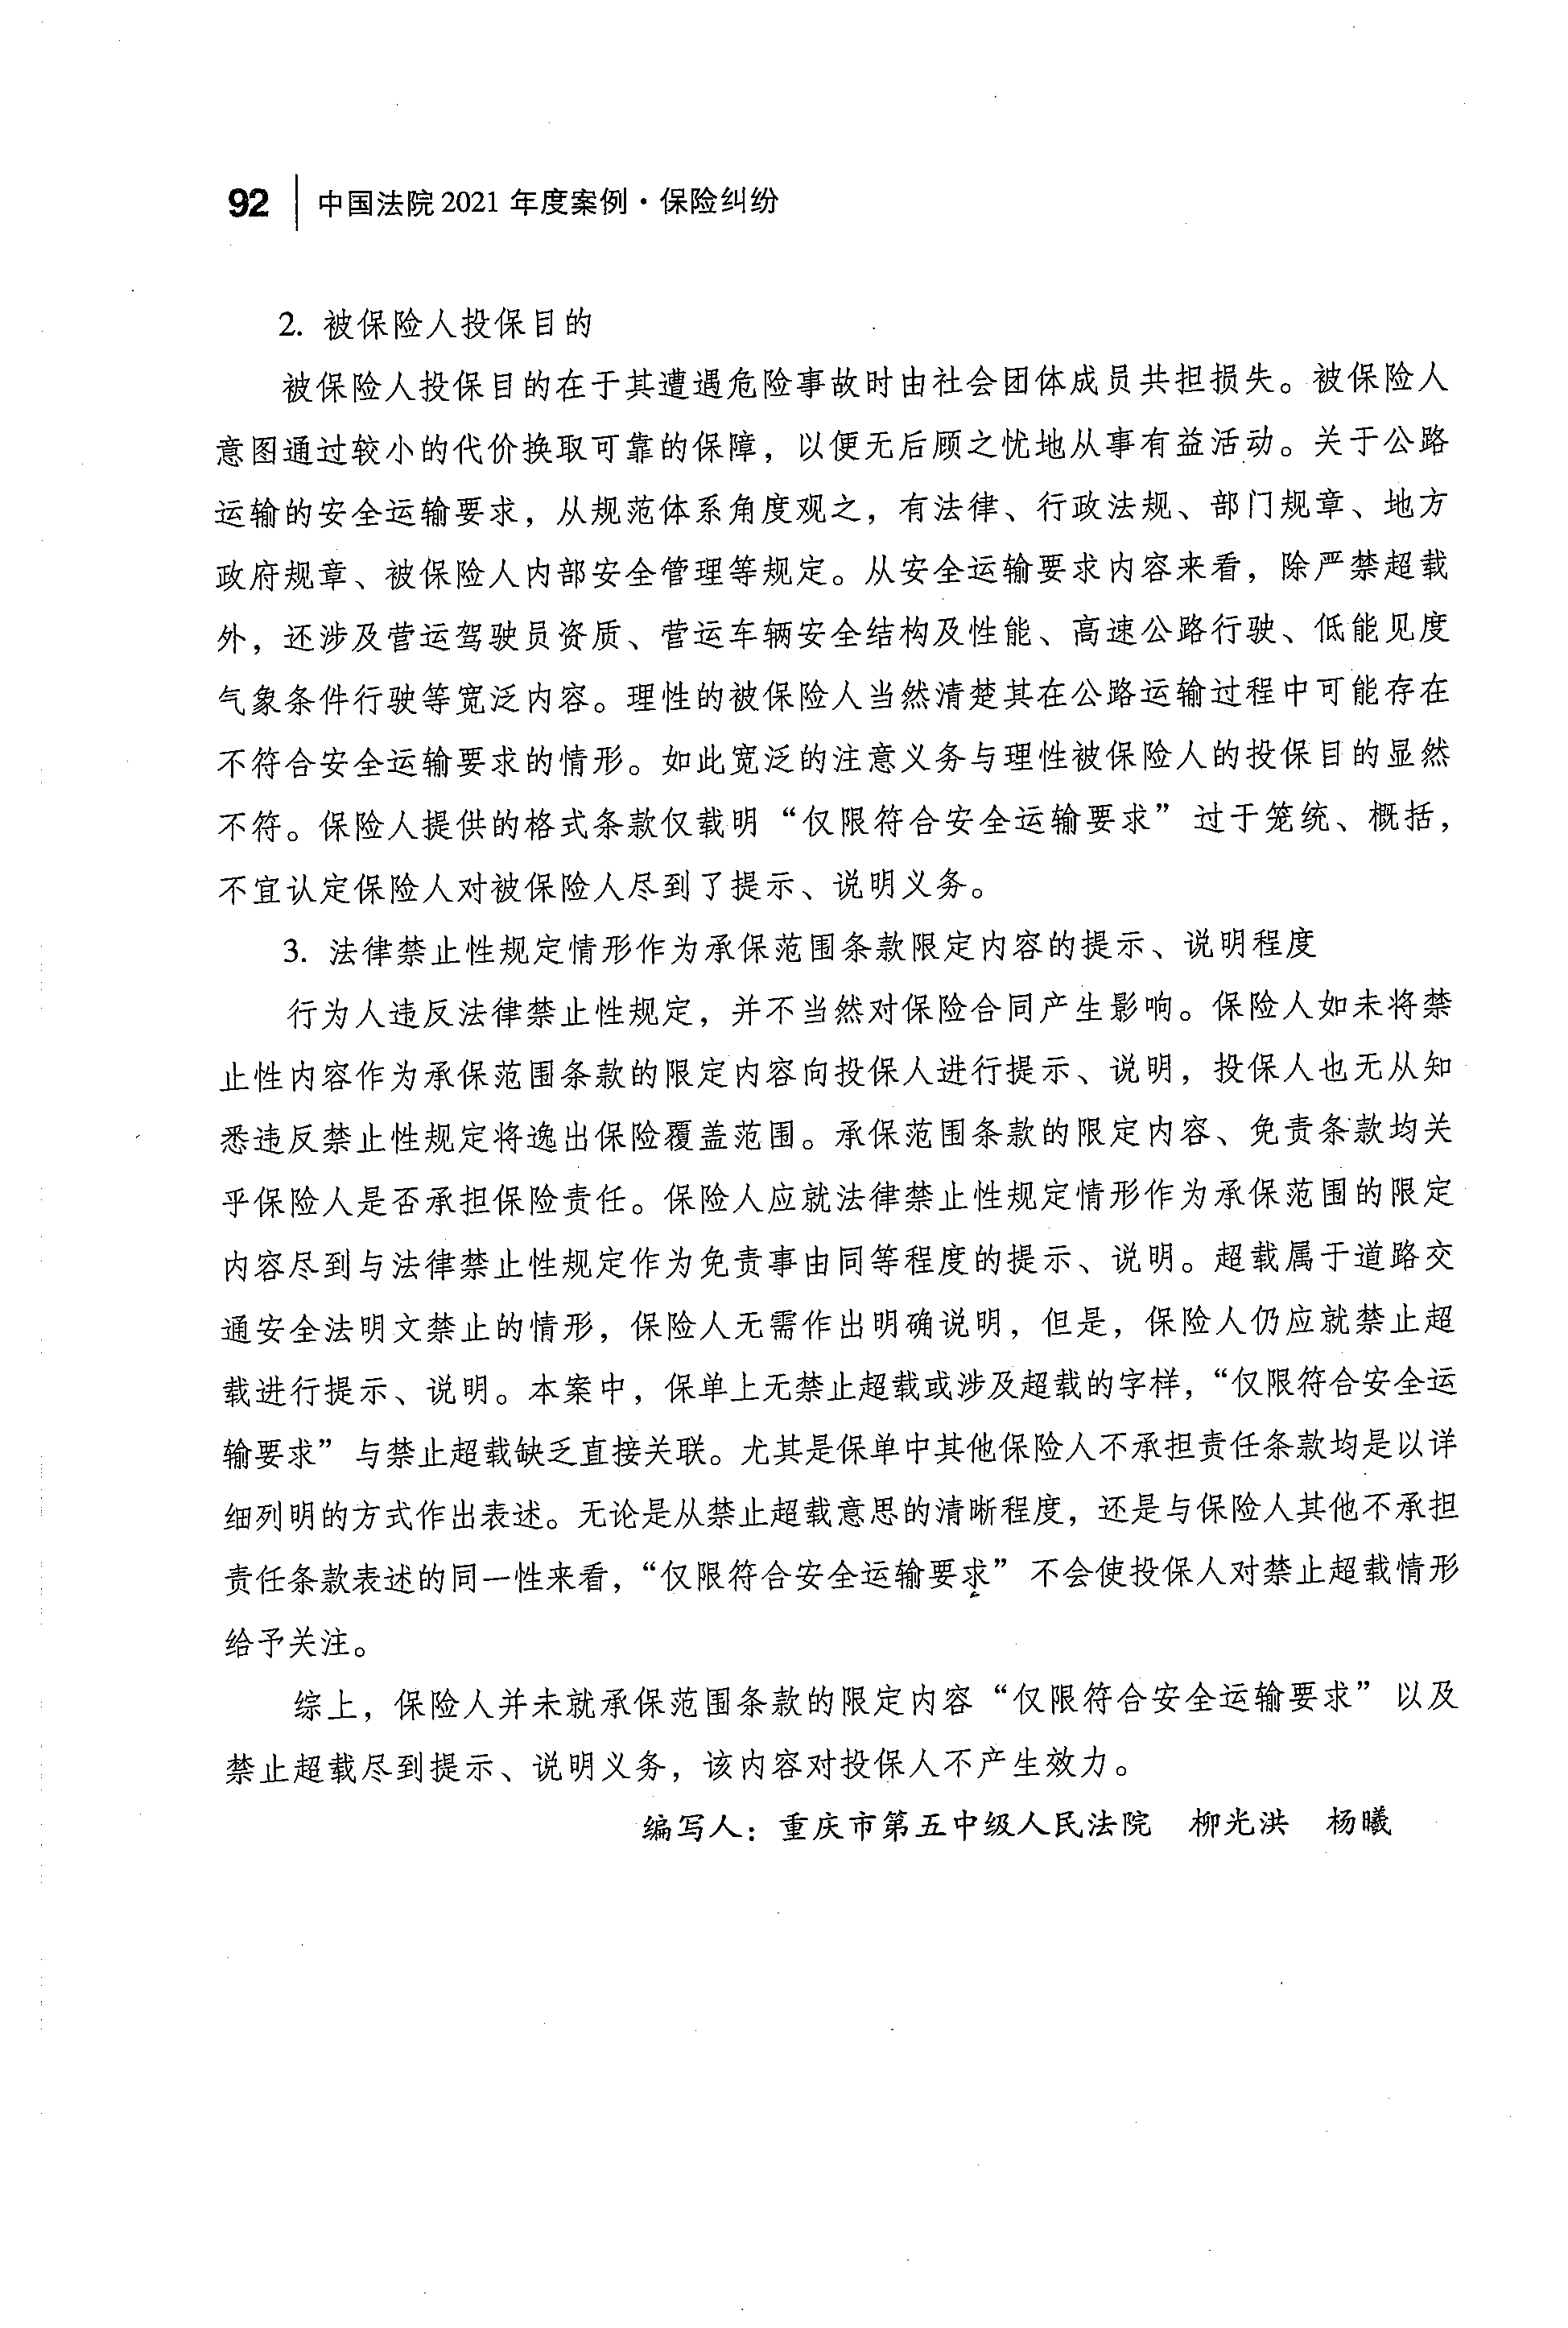 92 中国法院 2021 年度案例·保险纠纷
2. 被保险人投保目的
被保险人投保目的在于其遭遇危险事故时由社会团体成员共担损失。被保险人
意图通过较小的代价换取可靠的保障，以便无后顾之忧地从事有益活动。关于公路
运输的安全运输要求，从规范体系角度观之，有法律、行政法规、部门规章、地方
政府规章、被保险人内部安全管理等规定。从安全运输要求内容来看，除严禁超载
外，还涉及营运驾驶员资质、营运车辆安全结构及性能、高速公路行驶、低能见度
气象条件行驶等宽泛内容。理性的被保险人当然清楚其在公路运输过程中可能存在
不符合安全运输要求的情形。如此宽泛的注意义务与理性被保险人的投保目的显然
不符。保险人提供的格式条款仅载明“仅限符合安全运输要求”过于笼统、概括，
不宜认定保险人对被保险人尽到了提示、说明义务。
3. 法律禁止性规定情形作为承保范围条款限定内容的提示、说明程度
行为人违反法律禁止性规定，并不当然对保险合同产生影响。保险人如未将禁
止性内容作为承保范围条款的限定内容向投保人进行提示、说明，投保人也无从知
悉违反禁止性规定将逸出保险覆盖范围。承保范围条款的限定内容、免责条款均关
乎保险人是否承担保险责任。保险人应就法律禁止性规定情形作为承保范围的限定
内容尽到与法律禁止性规定作为免责事由同等程度的提示、说明。超载属于道路交
通安全法明文禁止的情形，保险人无需作出明确说明，但是，保险人仍应就禁止超
载进行提示、说明。本案中，保单上无禁止超载或涉及超载的字样，“仅限符合安全运
输要求”与禁止超载缺乏直接关联。尤其是保单中其他保险人不承担责任条款均是以详
细列明的方式作出表述。无论是从禁止超载意思的清晰程度，还是与保险人其他不承担
责任条款表述的同一性来看，“仅限符合安全运输要求”不会使投保人对禁止超载情形
给予关注。
综上，保险人并未就承保范围条款的限定内容“仅限符合安全运输要求”以及
禁止超载尽到提示、说明义务，该内容对投保人不产生效力。
编写人：重庆市第五中级人民法院 柳光洪 杨曦